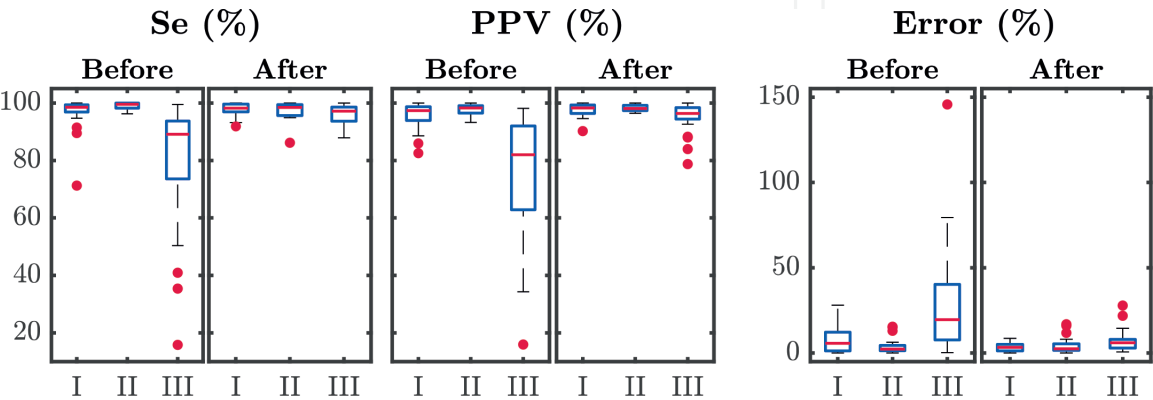 Se (%) PPV (%) Error (%)
Before After Before After Before After
100 150
80 100
60
40 50
20 0
I II III I II III I II III I II III I II III I II III